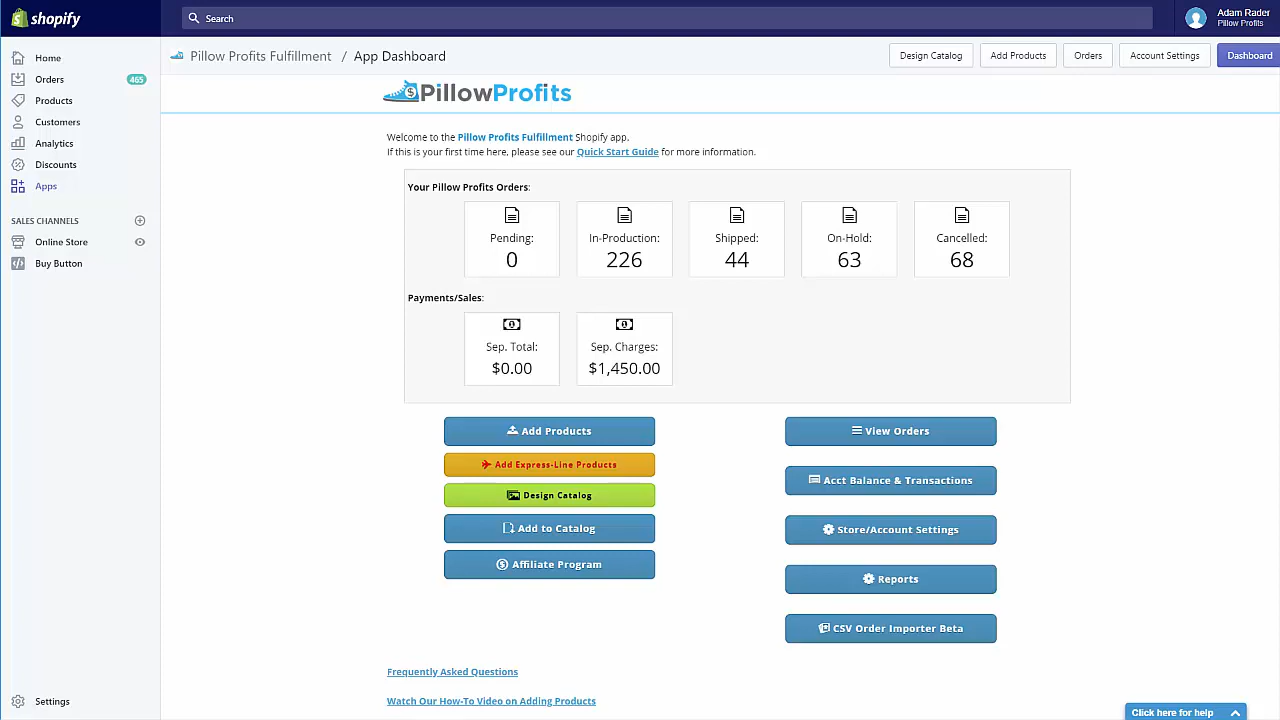 shopify
Search
Adam Rader
Pillow Profits
Home
Orders
465
Products
Customers
Analytics
Discounts
Apps
SALES CHANNELS
Online Store
Buy Button
Settings
Pillow Profits Fulfillment / App Dashboard
Design Catalog
Add Products
Orders
Account Settings
Dashboard
PillowProfits
Welcome to the Pillow Profits Fulfillment Shopify app.
If this is your first time here, please see our Quick Start Guide for more information.
Your Pillow Profits Orders:
Pending:
0
In-Production:
226
Shipped:
44
On-Hold:
63
Cancelled:
68
Payments/Sales:
Sep. Total:
$0.00
Sep. Charges:
$1,450.00
Add Products
Add Express-Line Products
Design Catalog
Add to Catalog
Affiliate Program
View Orders
Acct Balance & Transactions
Store/Account Settings
Reports
CSV Order Importer Beta
Frequently Asked Questions
Watch Our How-To Video on Adding Products
Click here for help